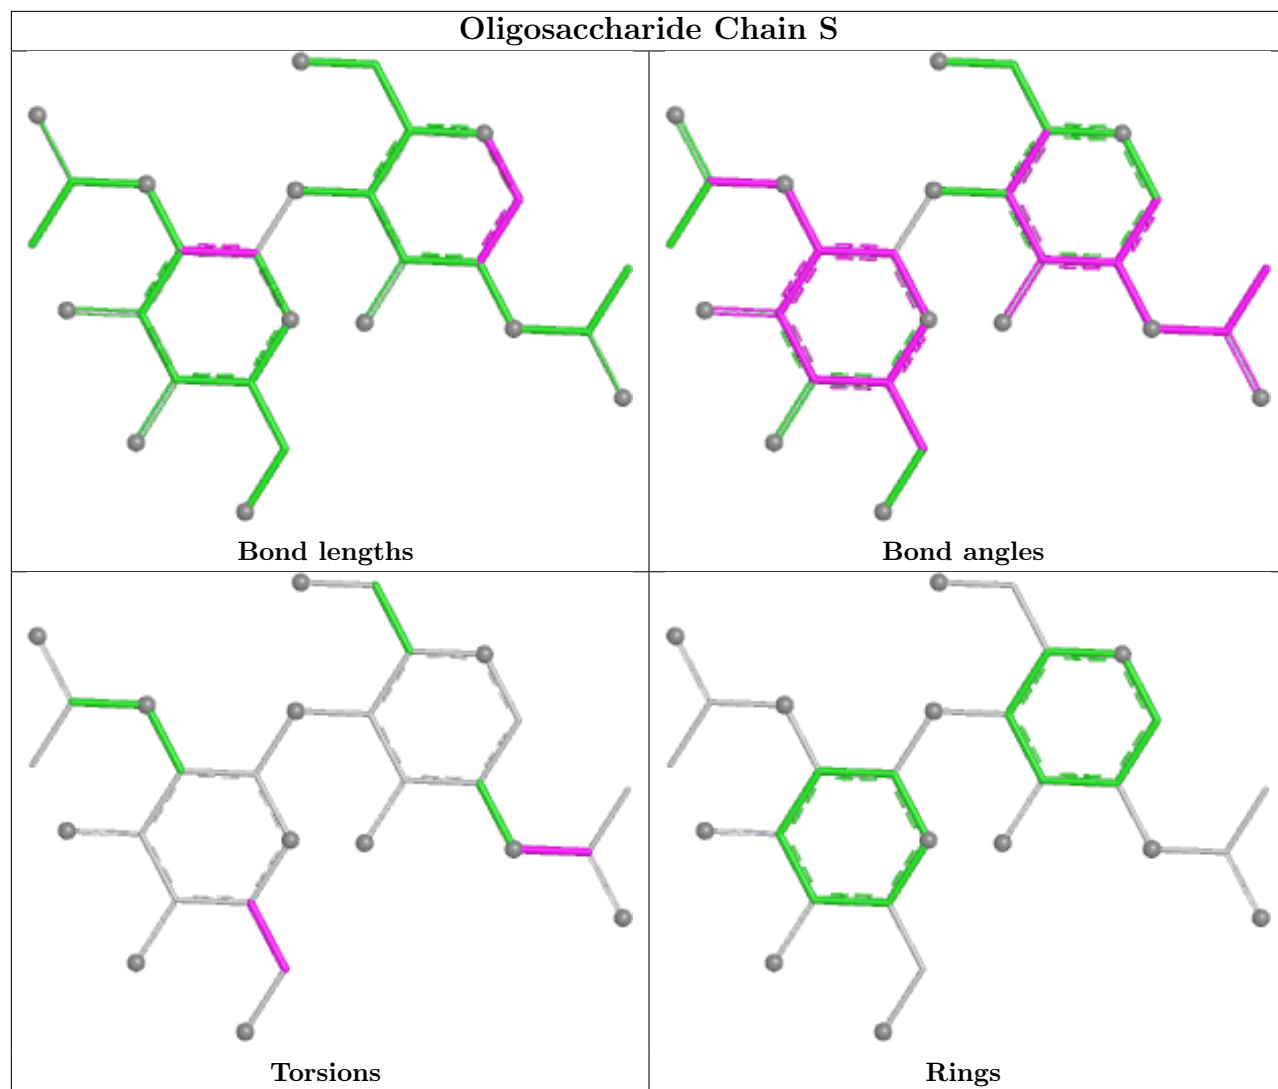 Oligosaccharide Chain S
Bond lengths
Bond angles
Torsions
Rings